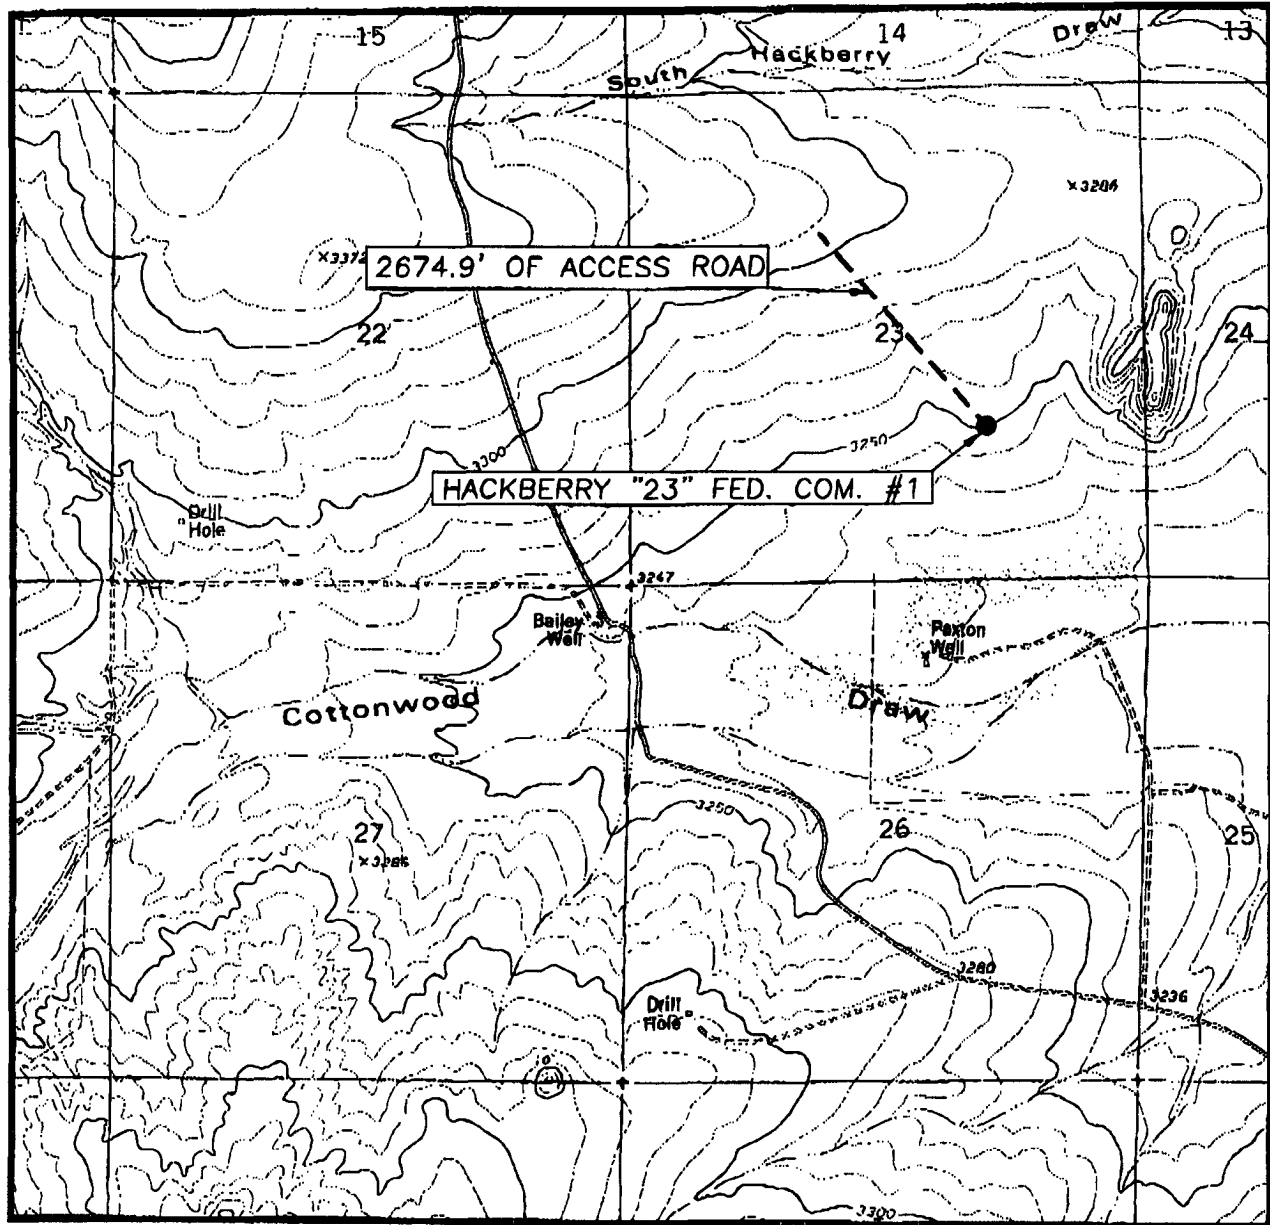 15
14
Draw
13
Hackberry
South
×3284
×3372
2674.9' OF ACCESS ROAD
22
23
24
3250
3300
HACKBERRY "23" FED. COM. #1
Drill
Hole
3247
Bailey
Well
Paxton
Well
Cottonwood
Draw
3250
27
26
25
3280
3236
Drill
Hole
3300